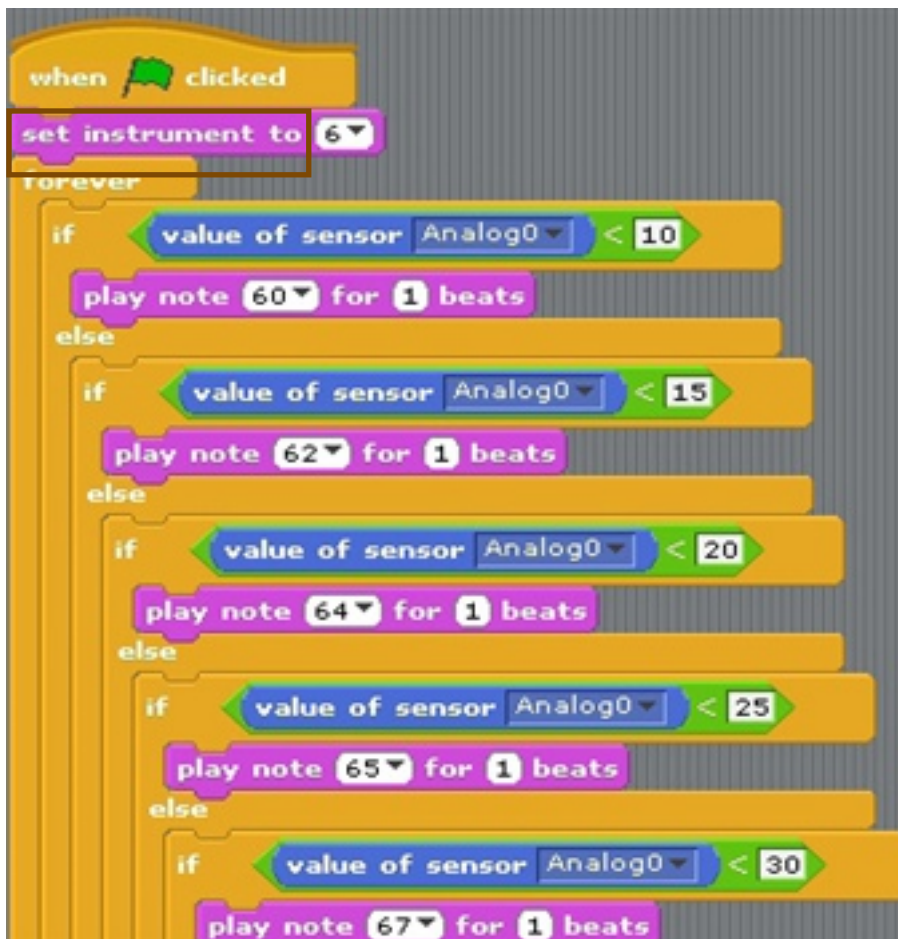 when clicked
set instrument to 6
forever
if value of sensor Analog0 < 10
play note 60 for 1 beats
else
if value of sensor Analog0 < 15
play note 62 for 1 beats
else
if value of sensor Analog0 < 20
play note 64 for 1 beats
else
if value of sensor Analog0 < 25
play note 65 for 1 beats
else
if value of sensor Analog0 < 30
play note 67 for 1 beats